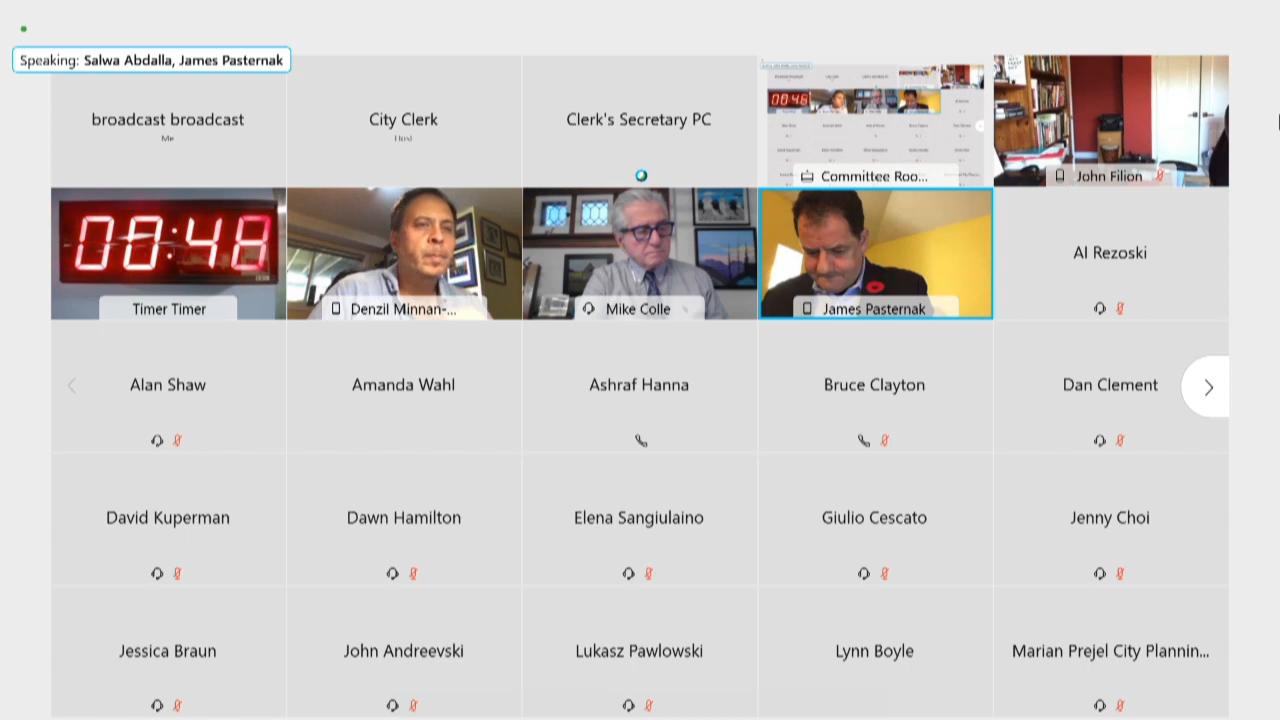 Speaking: Salwa Abdalla, James Pasternak
broadcast broadcast
Me
City Clerk
Host
Clerk's Secretary PC
Committee Roo...
John Filion
08:48
Timer Timer
Denzil Minnan-...
Mike Colle
James Pasternak
Al Rezoski
Alan Shaw
Amanda Wahl
Ashraf Hanna
Bruce Clayton
Dan Clement
David Kuperman
Dawn Hamilton
Elena Sangiulaino
Giulio Cescato
Jenny Choi
Jessica Braun
John Andreevski
Lukasz Pawlowski
Lynn Boyle
Marian Prejel City Plannin...